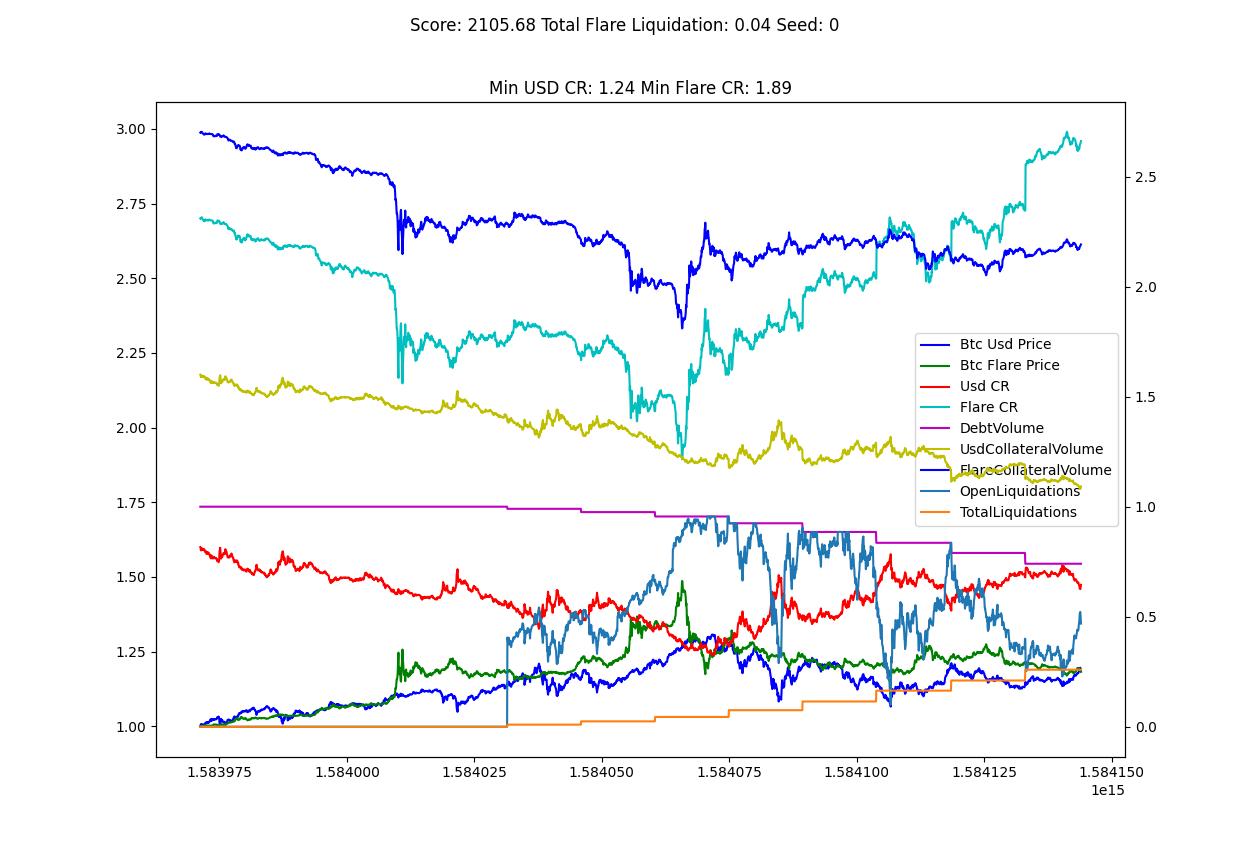 Score: 2105.68 Total Flare Liquidation: 0.04 Seed: 0
Min USD CR: 1.24 Min Flare CR: 1.89
3.00
2.75
2.50
2.25
2.00
1.75
1.50
1.25
1.00
2.5
2.0
1.5
1.0
0.5
0.0
Btc Usd Price
Btc Flare Price
Usd CR
Flare CR
DebtVolume
UsdCollateralVolume
FlareCollateralVolume
OpenLiquidations
TotalLiquidations
1.583975 1.584000 1.584025 1.584050 1.584075 1.584100 1.584125 1.584150
1e15